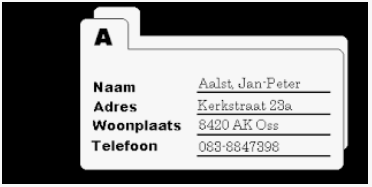 A
Naam Aalst, Jan-Peter
Adres Kerkstraat 23a
Woonplaats 8420 AK Oss
Telefoon 083-8847398